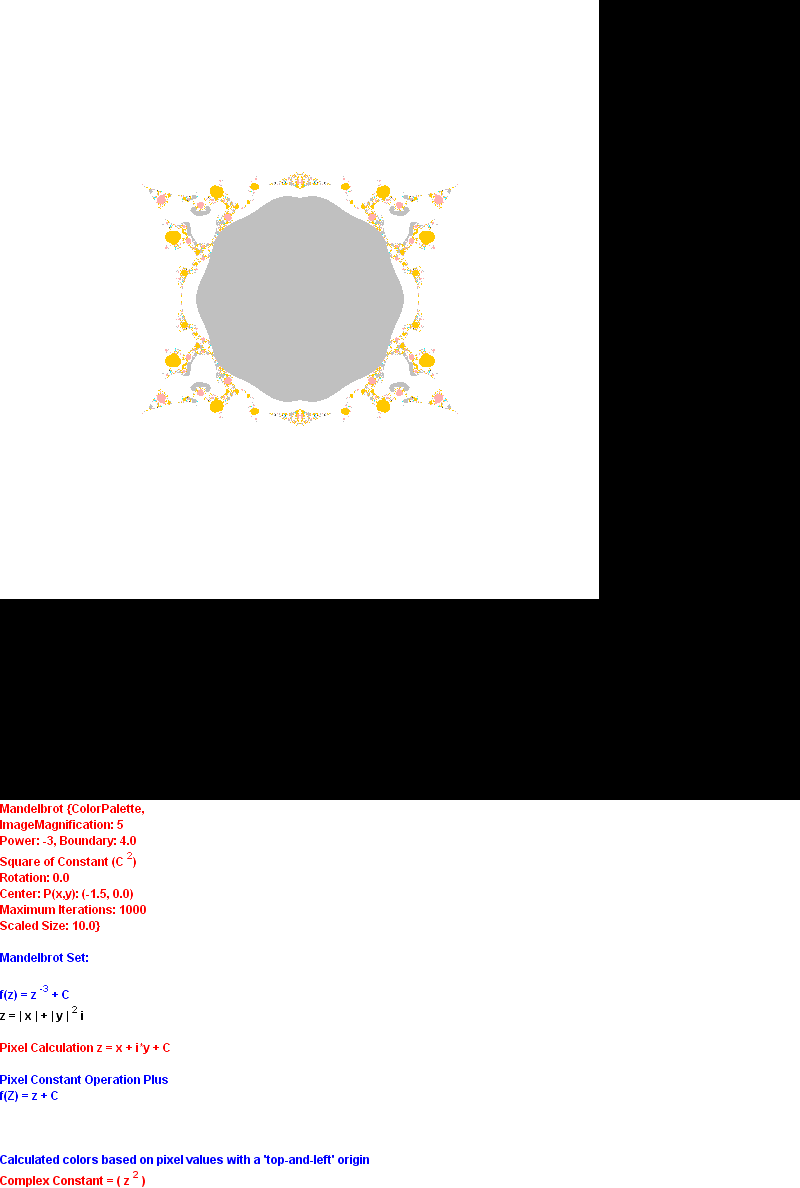 Mandelbrot {ColorPalette,
ImageMagnification: 5
Power: -3, Boundary: 4.0
Square of Constant (C ²)
Rotation: 0.0
Center: P(x,y): (-1.5, 0.0)
Maximum Iterations: 1000
Scaled Size: 10.0}
Mandelbrot Set:
f(z) = z ⁻³ + C
z = | x | + | y | ² i
Pixel Calculation z = x + i*y + C
Pixel Constant Operation Plus
f(Z) = z + C
Calculated colors based on pixel values with a 'top-and-left' origin
Complex Constant = ( z ² )